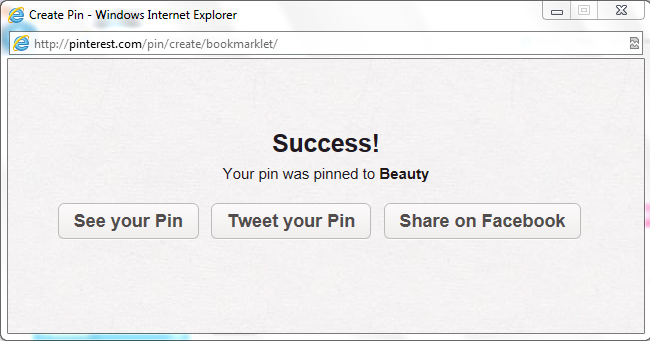 Create Pin - Windows Internet Explorer
http://pinterest.com/pin/create/bookmarklet/
Success!
Your pin was pinned to Beauty
See your Pin Tweet your Pin Share on Facebook